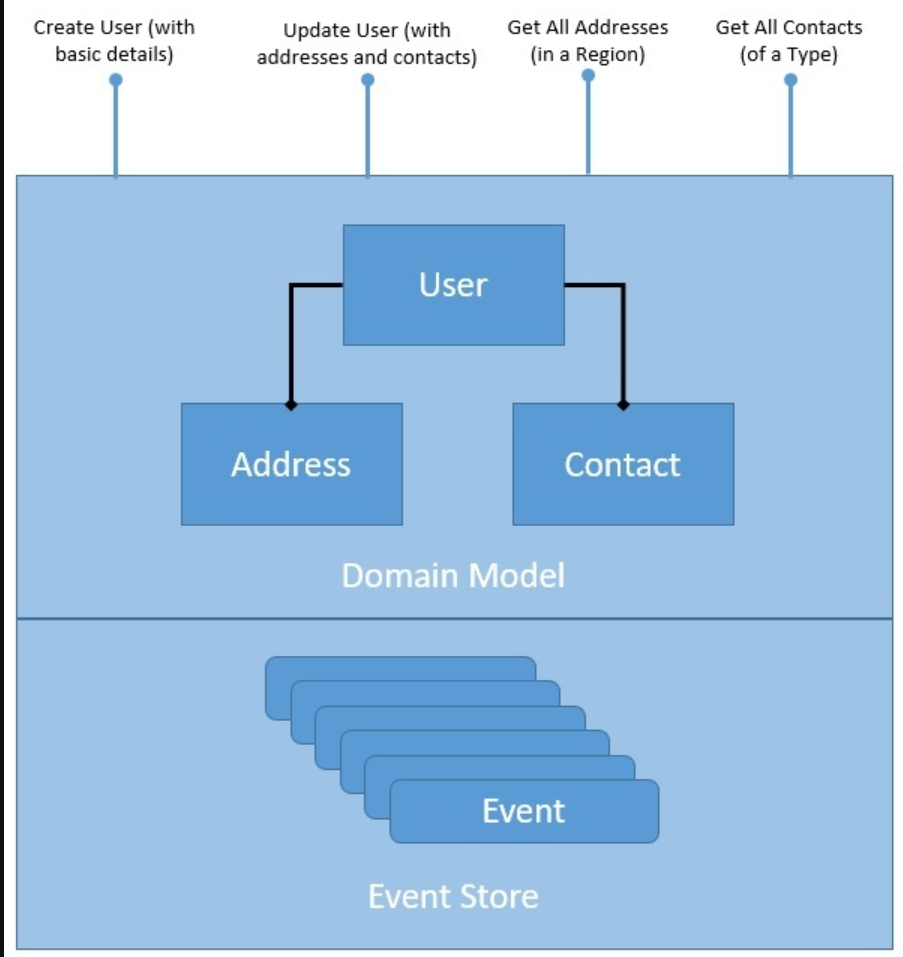 Create User (with
basic details)
Update User (with
addresses and contacts)
Get All Addresses
(in a Region)
Get All Contacts
(of a Type)
User
Address
Contact
Domain Model
Event
Event Store